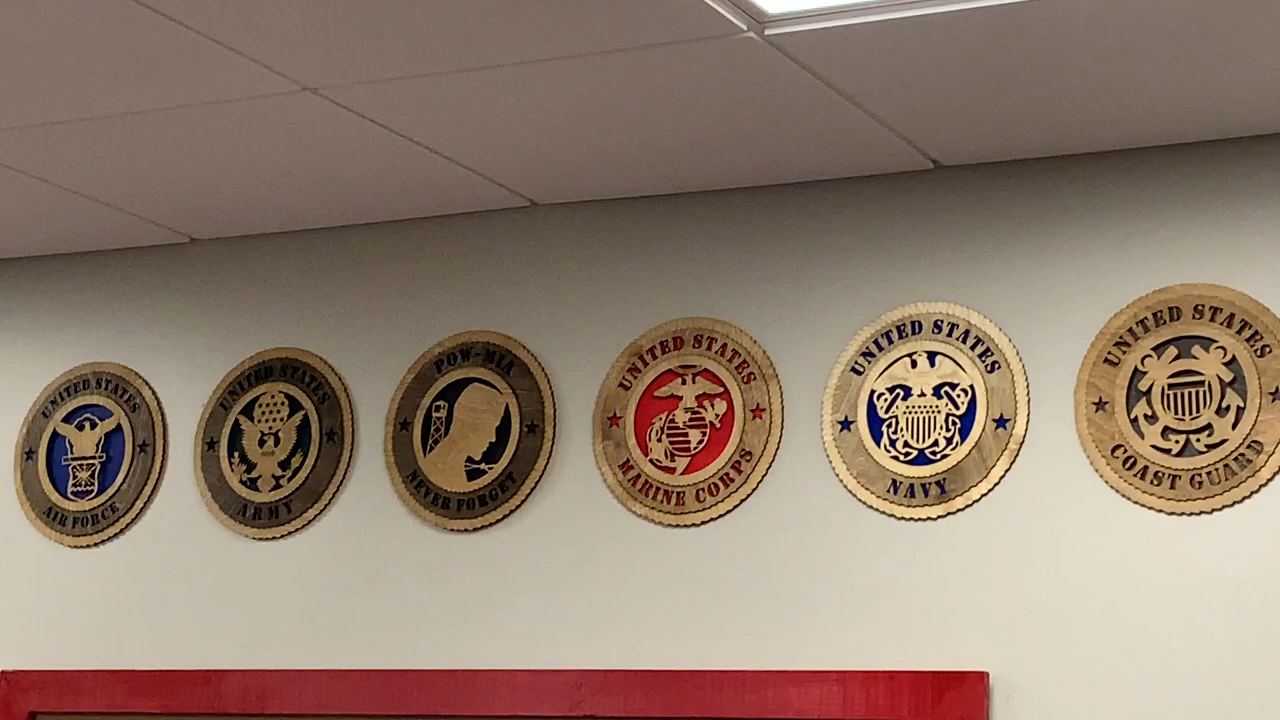 UNITED STATES
AIR FORCE
UNITED STATES
ARMY
POW-MIA
NEVER FORGET
UNITED STATES
MARINE CORPS
UNITED STATES
NAVY
UNITED STATES
COAST GUARD